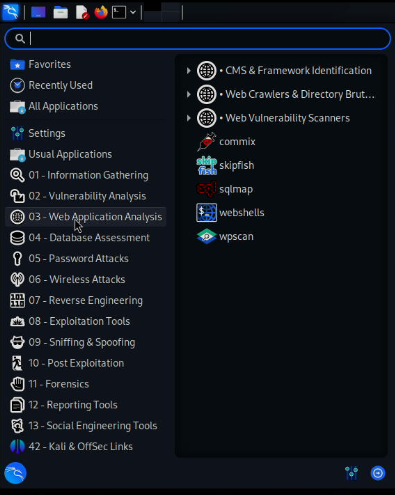 Favorites
Recently Used
All Applications
Settings
Usual Applications
01 - Information Gathering
02 - Vulnerability Analysis
03 - Web Application Analysis
04 - Database Assessment
05 - Password Attacks
06 - Wireless Attacks
07 - Reverse Engineering
08 - Exploitation Tools
09 - Sniffing & Spoofing
10 - Post Exploitation
11 - Forensics
12 - Reporting Tools
13 - Social Engineering Tools
42 - Kali & OffSec Links
• CMS & Framework Identification
• Web Crawlers & Directory Brut...
• Web Vulnerability Scanners
commix
skip
fish
skipfish
sqlmap
webshells
wpscan